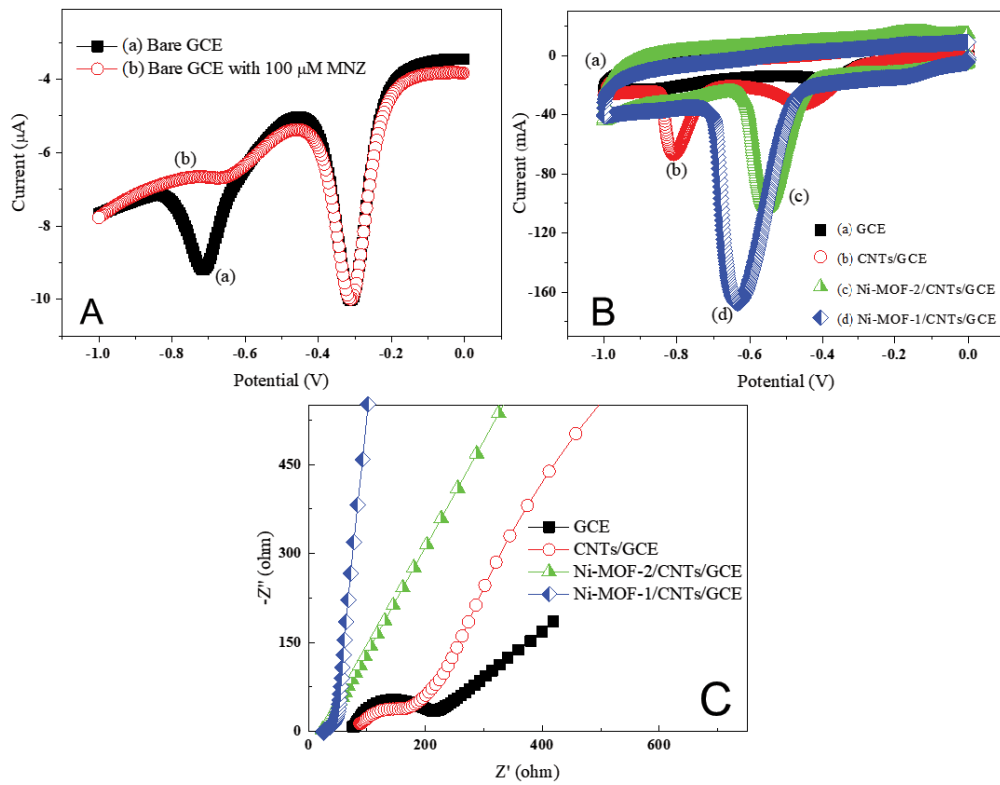 (a) Bare GCE
(b) Bare GCE with 100 μM MNZ
-4
-6
-8
-10
Current (μA)
(b)
(a)
A
-1.0 -0.8 -0.6 -0.4 -0.2 0.0
Potential (V)
0
-40
-80
-120
-160
Current (mA)
(a)
(b)
(c)
(d)
(a) GCE
(b) CNTs/GCE
(c) Ni-MOF-2/CNTs/GCE
(d) Ni-MOF-1/CNTs/GCE
B
-1.0 -0.8 -0.6 -0.4 -0.2 0.0
Potential (V)
450
300
150
0
-Z'' (ohm)
GCE
CNTs/GCE
Ni-MOF-2/CNTs/GCE
Ni-MOF-1/CNTs/GCE
C
0 200 400 600
Z' (ohm)